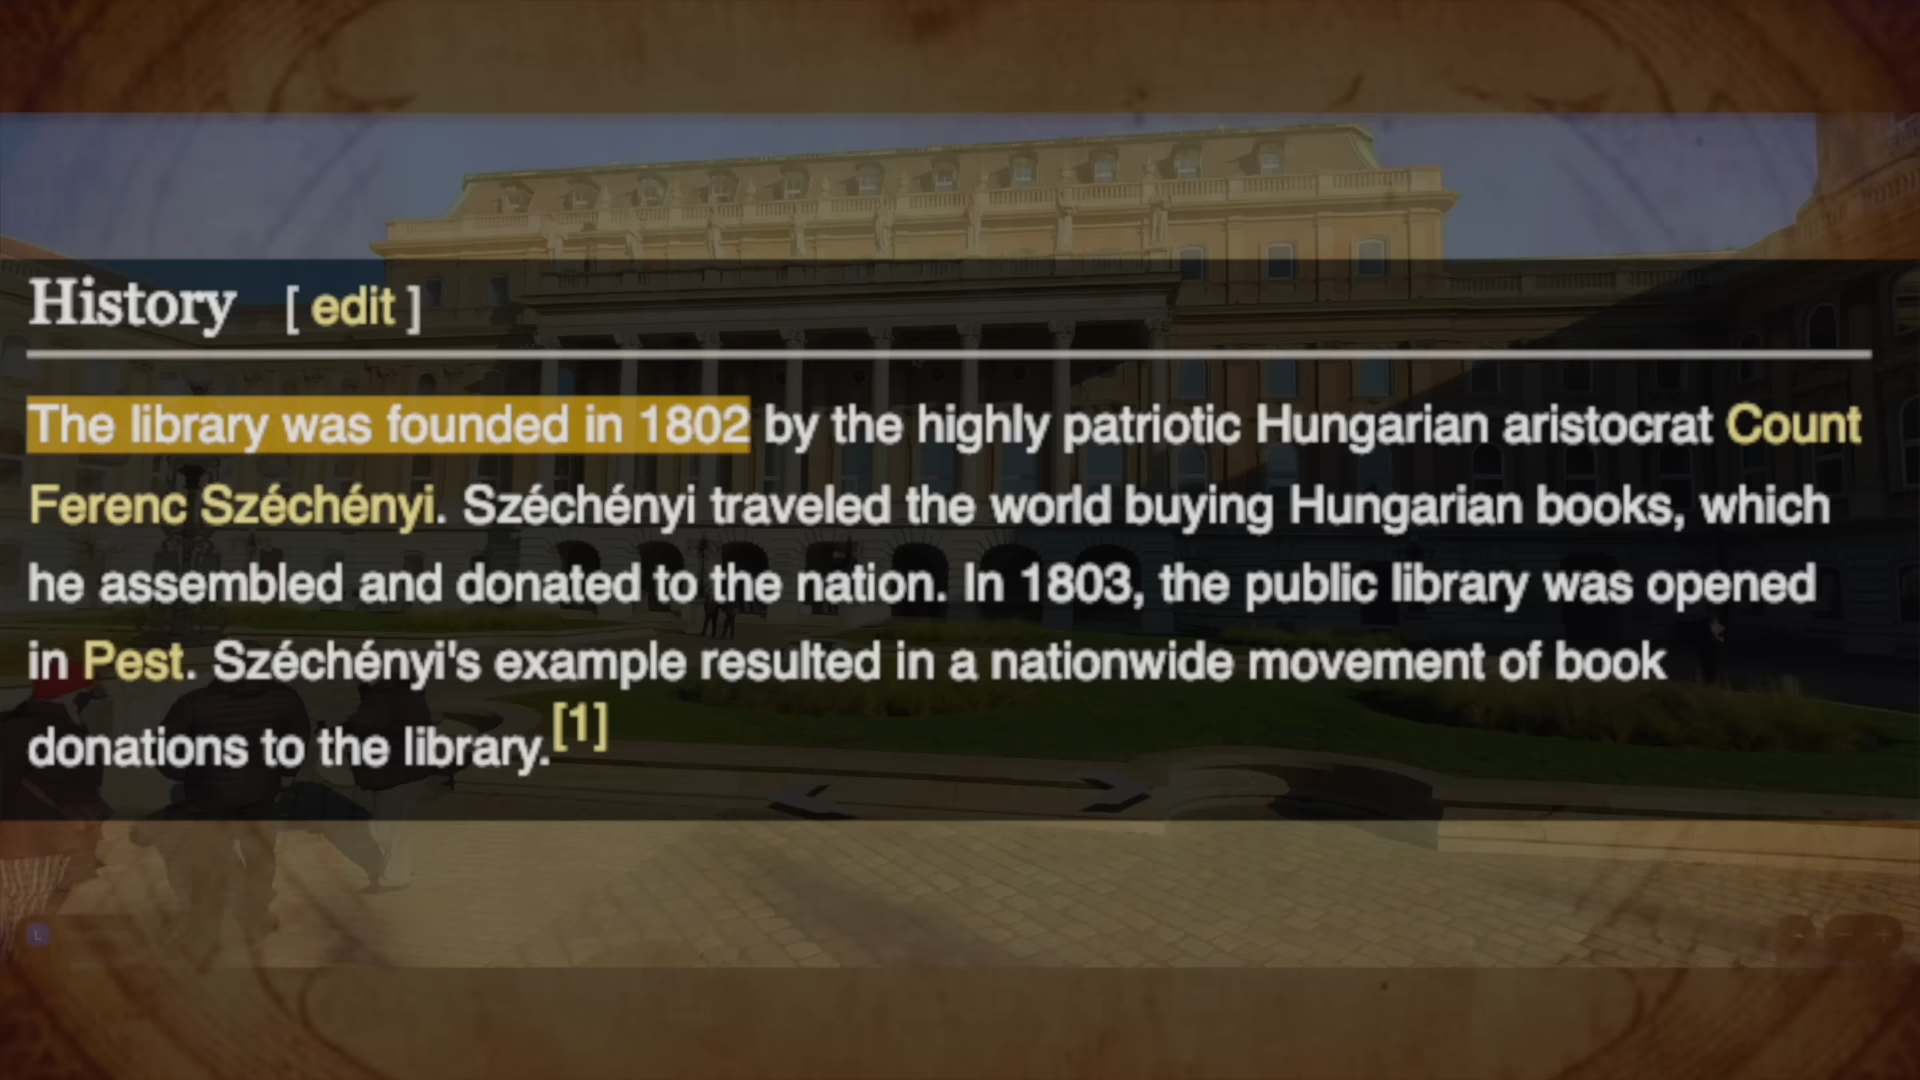 History [ edit ]
The library was founded in 1802 by the highly patriotic Hungarian aristocrat Count
Ferenc Széchényi. Széchényi traveled the world buying Hungarian books, which
he assembled and donated to the nation. In 1803, the public library was opened
in Pest. Széchényi's example resulted in a nationwide movement of book
donations to the library.[1]
L